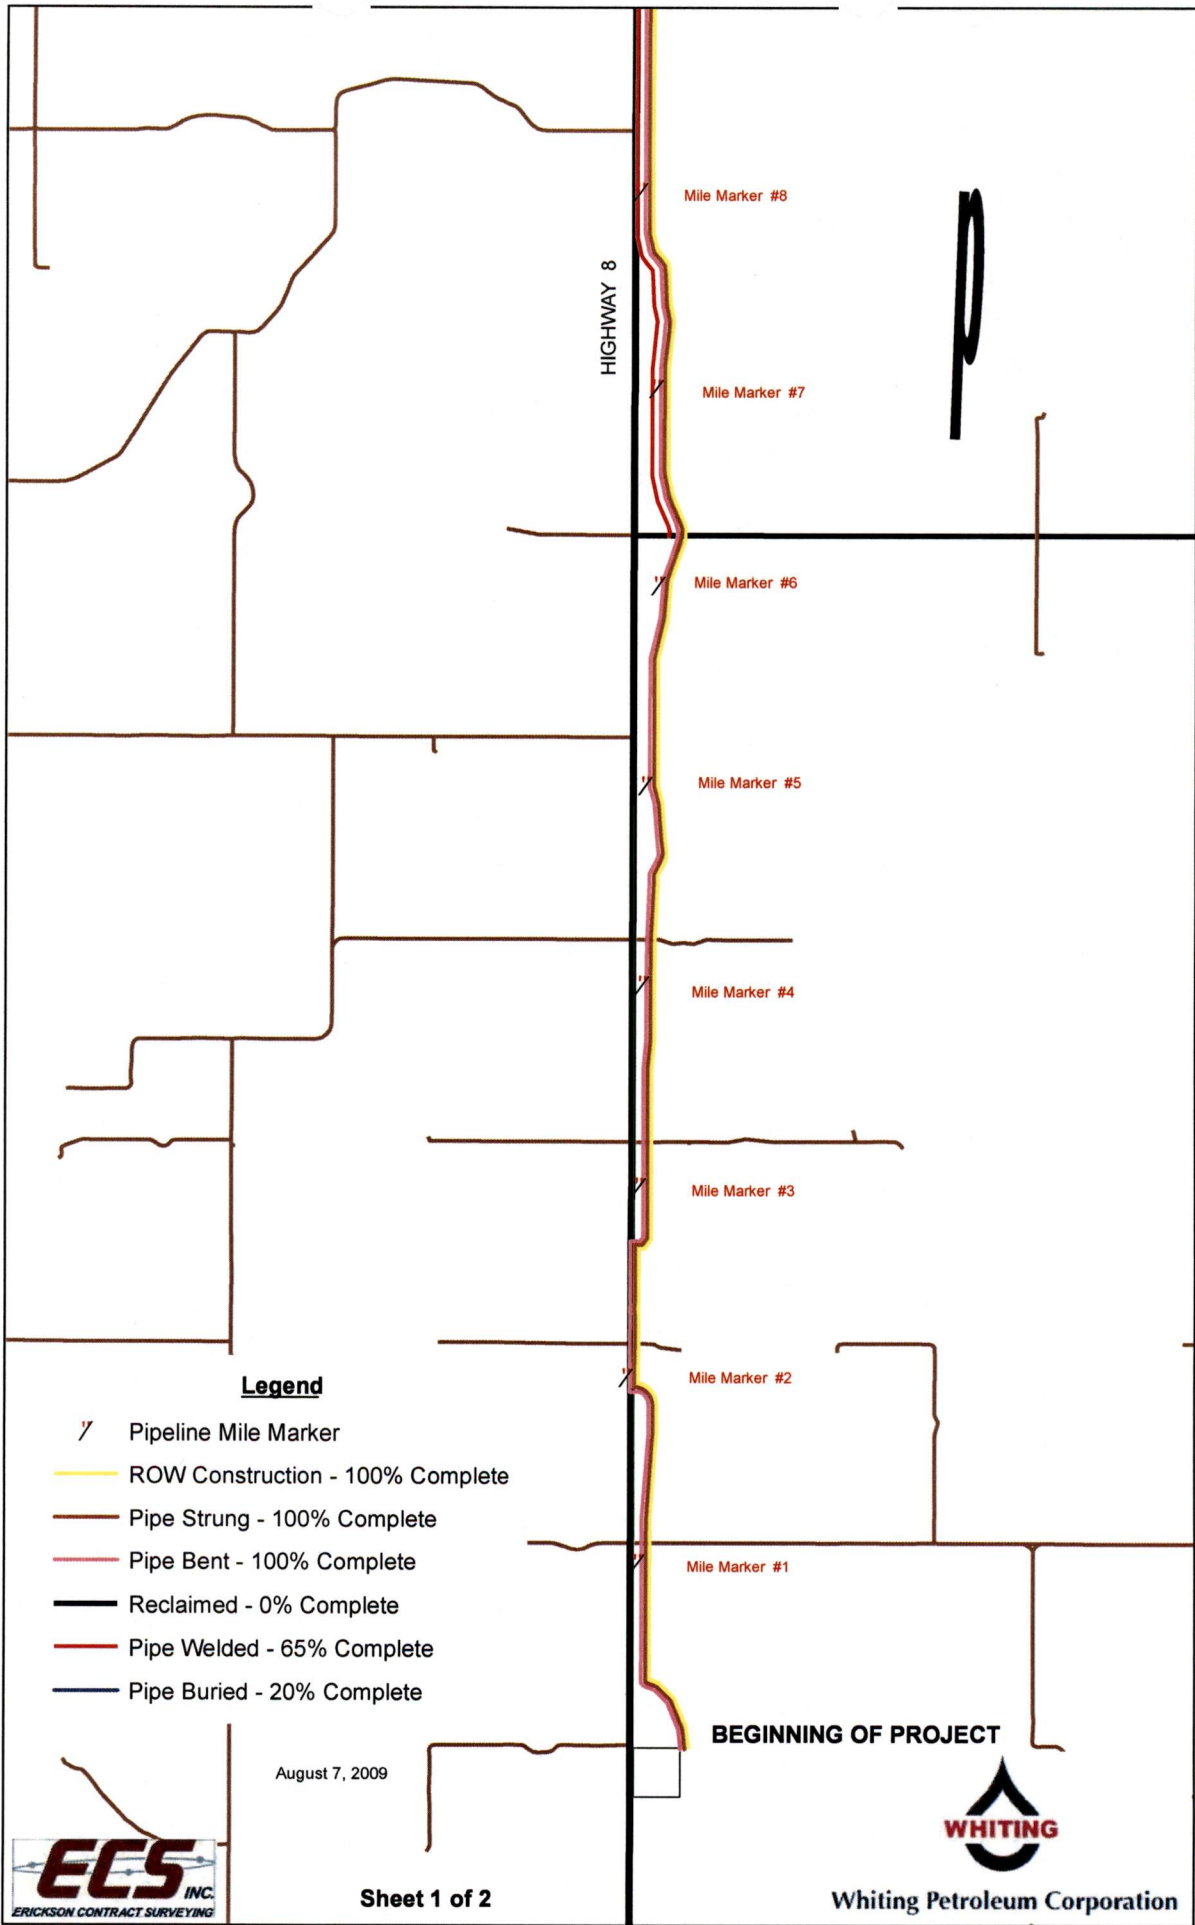 Mile Marker #8
HIGHWAY 8
Mile Marker #7
Mile Marker #6
Mile Marker #5
Mile Marker #4
Mile Marker #3
Mile Marker #2
Mile Marker #1
Legend
Pipeline Mile Marker
ROW Construction - 100% Complete
Pipe Strung - 100% Complete
Pipe Bent - 100% Complete
Reclaimed - 0% Complete
Pipe Welded - 65% Complete
Pipe Buried - 20% Complete
BEGINNING OF PROJECT
August 7, 2009
WHITING
Whiting Petroleum Corporation
ECS INC.
ERICKSON CONTRACT SURVEYING
Sheet 1 of 2